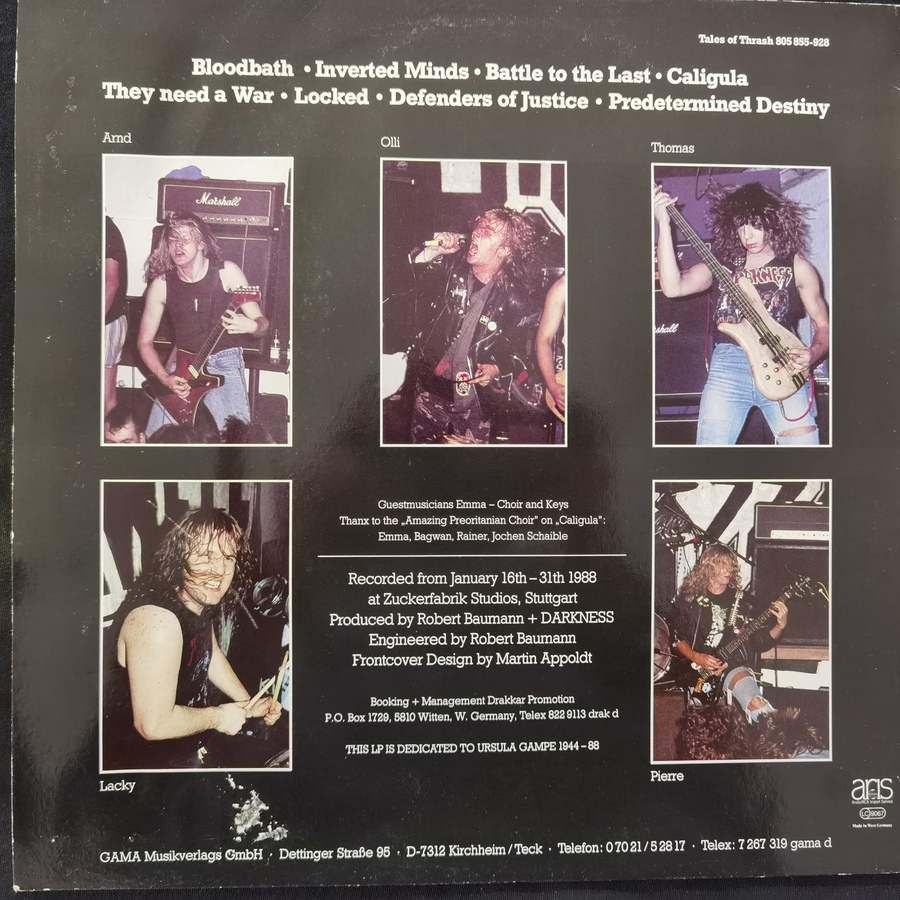 Tales of Thrash 805 855-928
Bloodbath • Inverted Minds • Battle to the Last • Caligula
They need a War • Locked • Defenders of Justice • Predetermined Destiny
Arnd
Olli
Thomas
Marshall
Guestmusicians Emma – Choir and Keys
Thanx to the „Amazing Preoritanian Choir" on „Caligula":
Emma, Bagwan, Rainer, Jochen Schaible
Recorded from January 16th – 31th 1988
at Zuckerfabrik Studios, Stuttgart
Produced by Robert Baumann + DARKNESS
Engineered by Robert Baumann
Frontcover Design by Martin Appoldt
Booking + Management Drakkar Promotion
P.O. Box 1729, 5810 Witten, W. Germany, Telex 822 9113 drak d
THIS LP IS DEDICATED TO URSULA GAMPE 1944 – 88
Lacky
Pierre
aris
LC 9067
Made in West Germany
GAMA Musikverlags GmbH · Dettinger Straße 95 · D-7312 Kirchheim / Teck · Telefon: 0 70 21 / 5 28 17 · Telex: 7 267 319 gama d